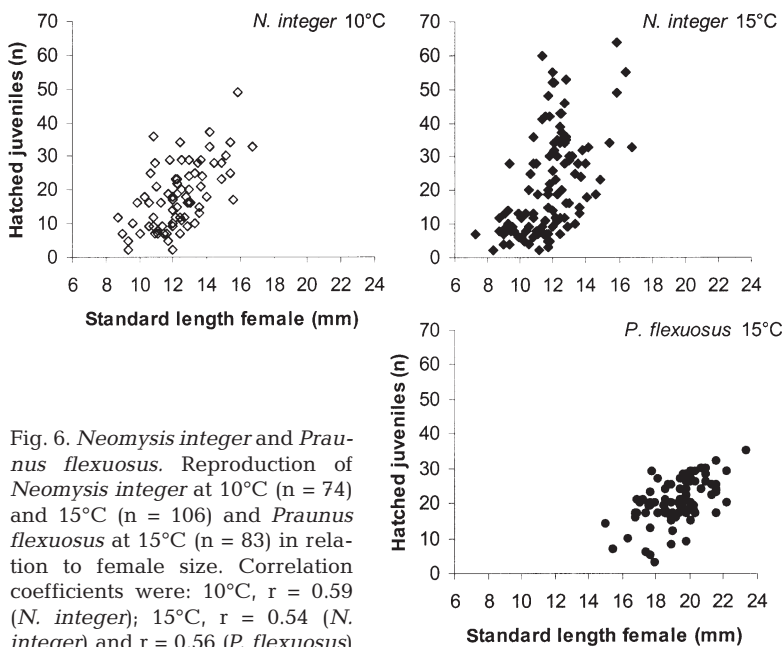 N. integer 10°C
Hatched juveniles (n)
70
60
50
40
30
20
10
0
6 8 10 12 14 16 18 20 22 24
Standard length female (mm)
N. integer 15°C
70
60
50
40
30
20
10
0
6 8 10 12 14 16 18 20 22 24
P. flexuosus 15°C
Hatched juveniles (n)
70
60
50
40
30
20
10
0
6 8 10 12 14 16 18 20 22 24
Standard length female (mm)
Fig. 6. Neomysis integer and Prau-
nus flexuosus. Reproduction of
Neomysis integer at 10°C (n = 74)
and 15°C (n = 106) and Praunus
flexuosus at 15°C (n = 83) in rela-
tion to female size. Correlation
coefficients were: 10°C, r = 0.59
(N. integer); 15°C, r = 0.54 (N.
integer) and r = 0.56 (P. flexuosus)